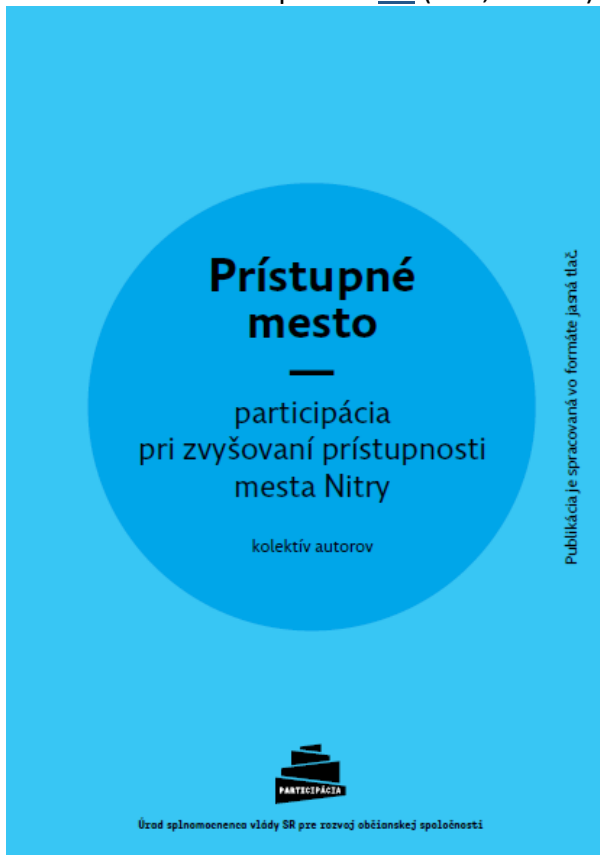 Prístupné
mesto
participácia
pri zvyšovaní prístupnosti
mesta Nitry
kolektív autorov
Publikácia je spracovaná vo formáte jasná tlač.
PARTICIPÁCIA
Úrad splnomocnenca vlády SR pre rozvoj občianskej spoločnosti